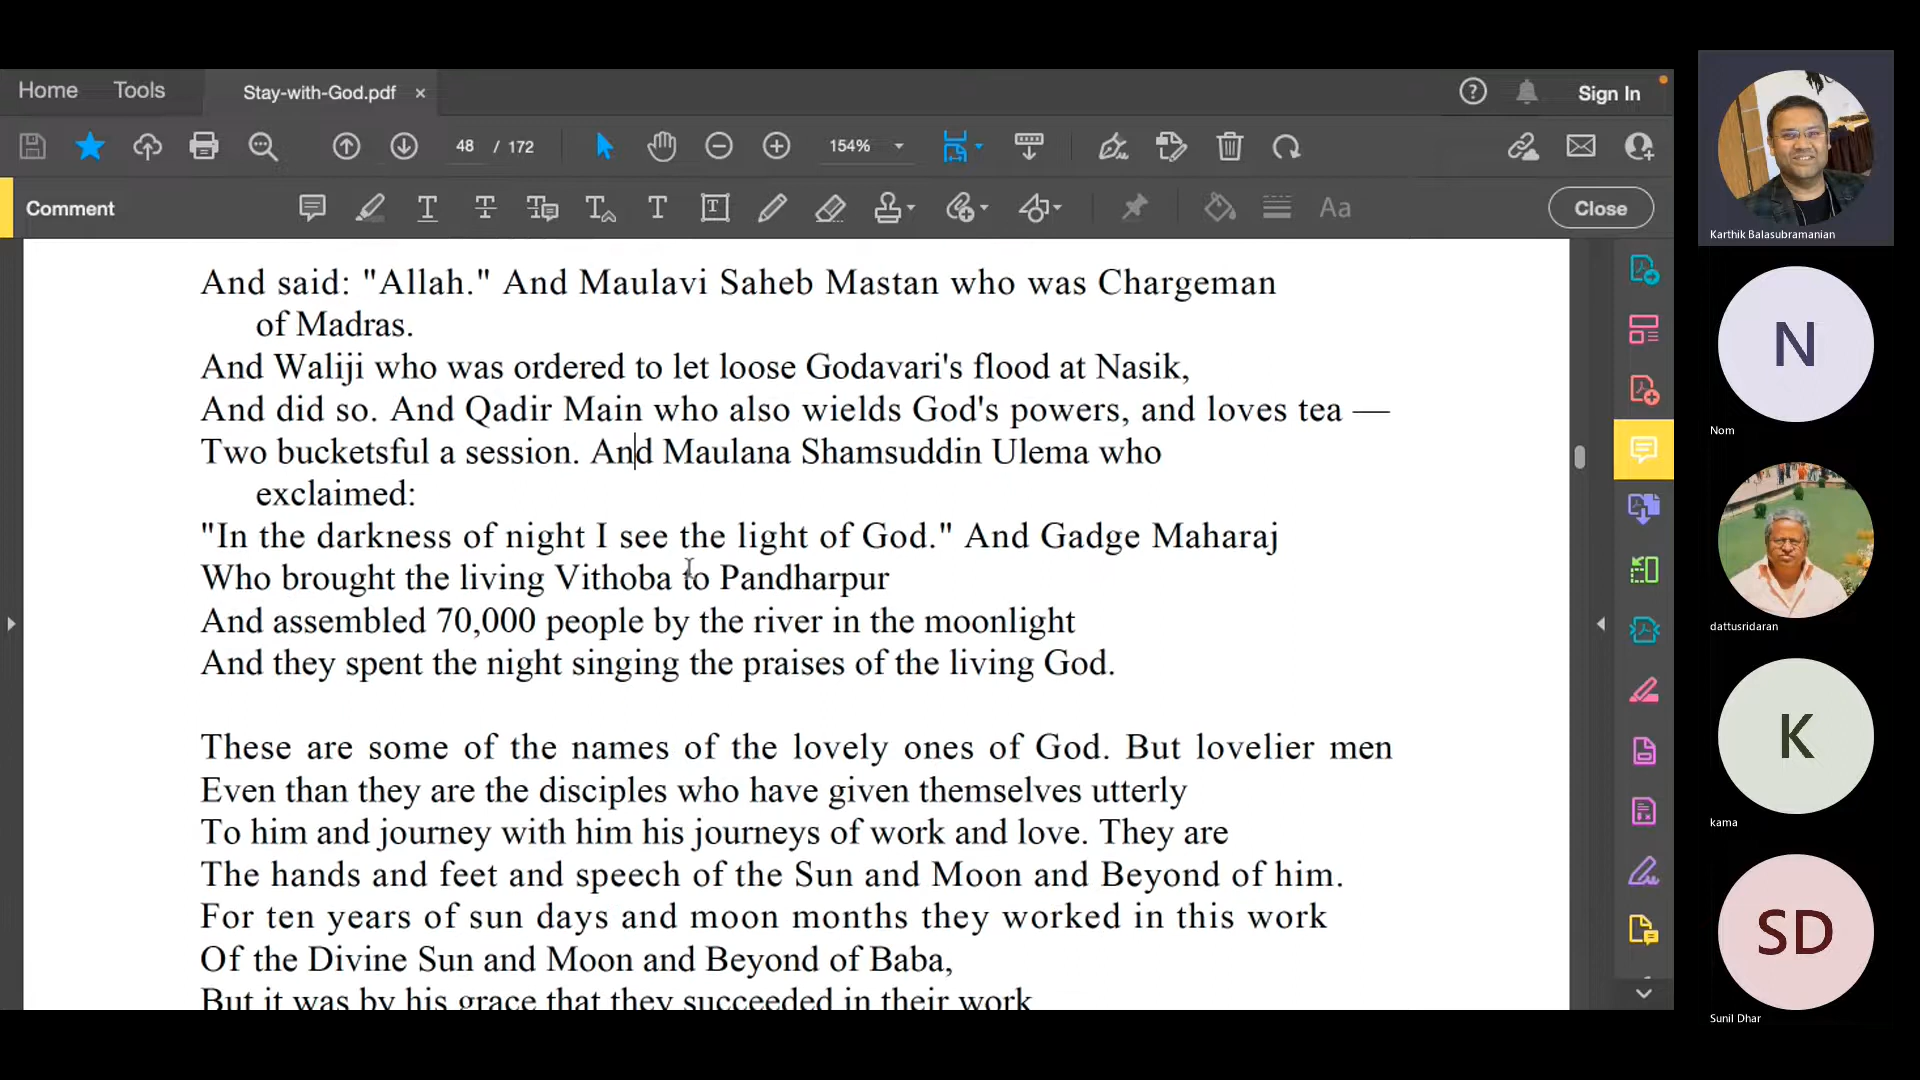 Home
Tools
Stay-with-God.pdf
Sign In
48 / 172
154%
Comment
Close
And said: "Allah." And Maulavi Saheb Mastan who was Chargeman
of Madras.
And Waliji who was ordered to let loose Godavari's flood at Nasik,
And did so. And Qadir Main who also wields God's powers, and loves tea —
Two bucketsful a session. And Maulana Shamsuddin Ulema who
exclaimed:
"In the darkness of night I see the light of God." And Gadge Maharaj
Who brought the living Vithoba to Pandharpur
And assembled 70,000 people by the river in the moonlight
And they spent the night singing the praises of the living God.
These are some of the names of the lovely ones of God. But lovelier men
Even than they are the disciples who have given themselves utterly
To him and journey with him his journeys of work and love. They are
The hands and feet and speech of the Sun and Moon and Beyond of him.
For ten years of sun days and moon months they worked in this work
Of the Divine Sun and Moon and Beyond of Baba,
But it was by his grace that they succeeded in their work
Karthik Balasubramanian
N
Nom
dattusridaran
K
kama
SD
Sunil Dhar